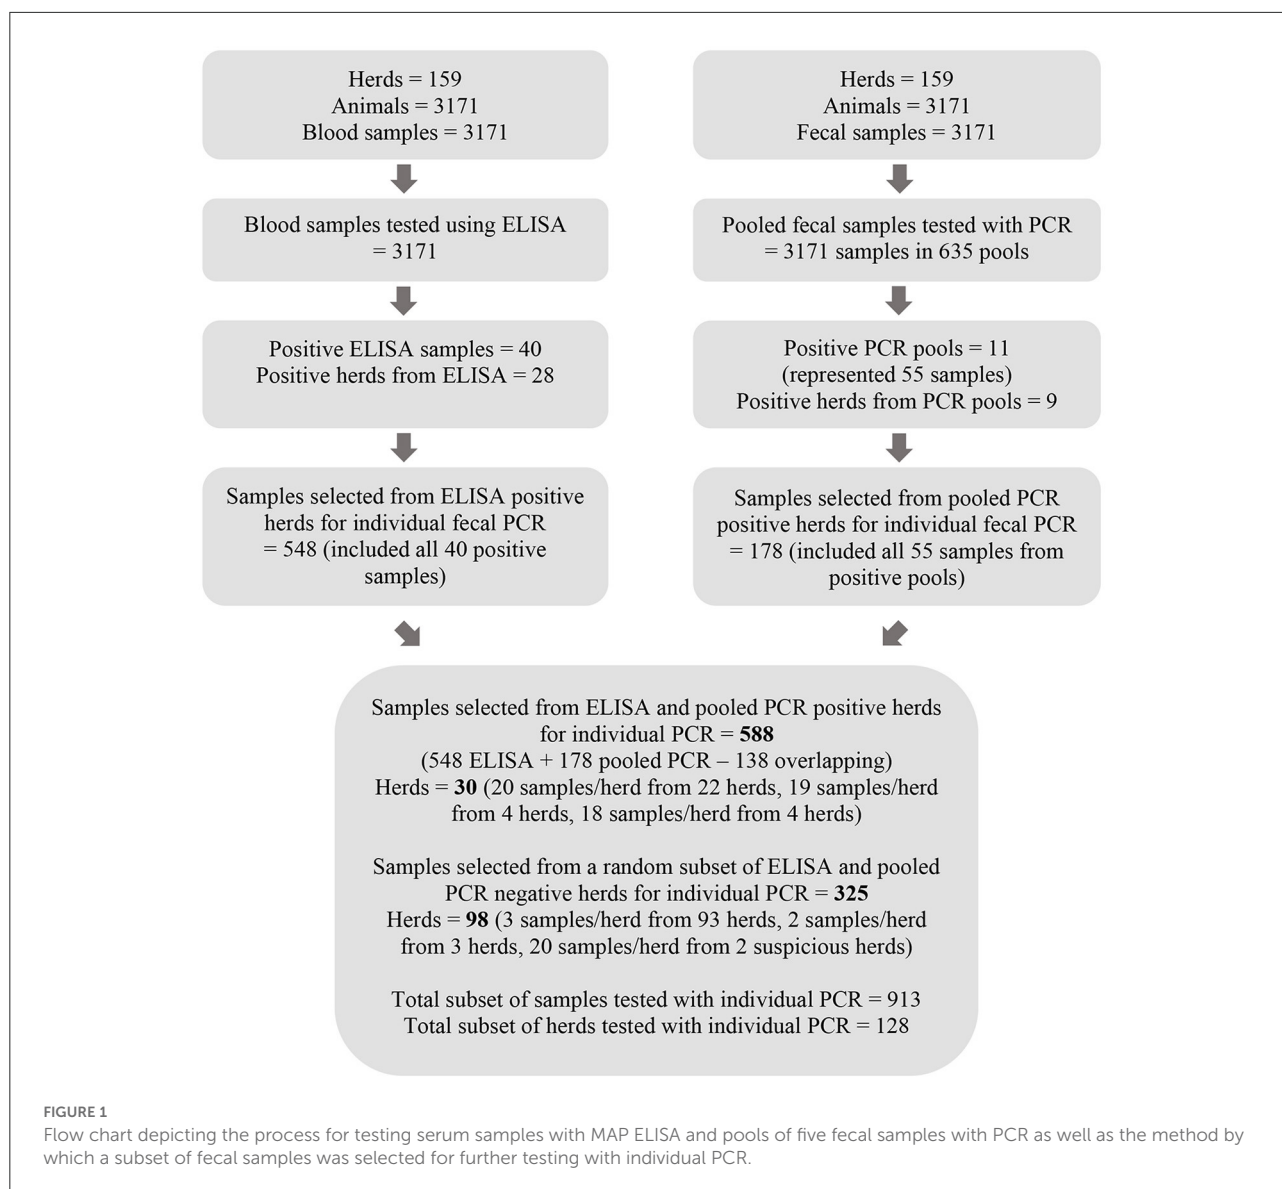 Herds = 159
Animals = 3171
Blood samples = 3171
Herds = 159
Animals = 3171
Fecal samples = 3171
Blood samples tested using ELISA
= 3171
Pooled fecal samples tested with PCR
= 3171 samples in 635 pools
Positive ELISA samples = 40
Positive herds from ELISA = 28
Positive PCR pools = 11
(represented 55 samples)
Positive herds from PCR pools = 9
Samples selected from ELISA positive
herds for individual fecal PCR
= 548 (included all 40 positive
samples)
Samples selected from pooled PCR
positive herds for individual fecal PCR
= 178 (included all 55 samples from
positive pools)
Samples selected from ELISA and pooled PCR positive herds
for individual PCR = 588
(548 ELISA + 178 pooled PCR – 138 overlapping)
Herds = 30 (20 samples/herd from 22 herds, 19 samples/herd
from 4 herds, 18 samples/herd from 4 herds)
Samples selected from a random subset of ELISA and pooled
PCR negative herds for individual PCR = 325
Herds = 98 (3 samples/herd from 93 herds, 2 samples/herd
from 3 herds, 20 samples/herd from 2 suspicious herds)
Total subset of samples tested with individual PCR = 913
Total subset of herds tested with individual PCR = 128
FIGURE 1
Flow chart depicting the process for testing serum samples with MAP ELISA and pools of five fecal samples with PCR as well as the method by
which a subset of fecal samples was selected for further testing with individual PCR.